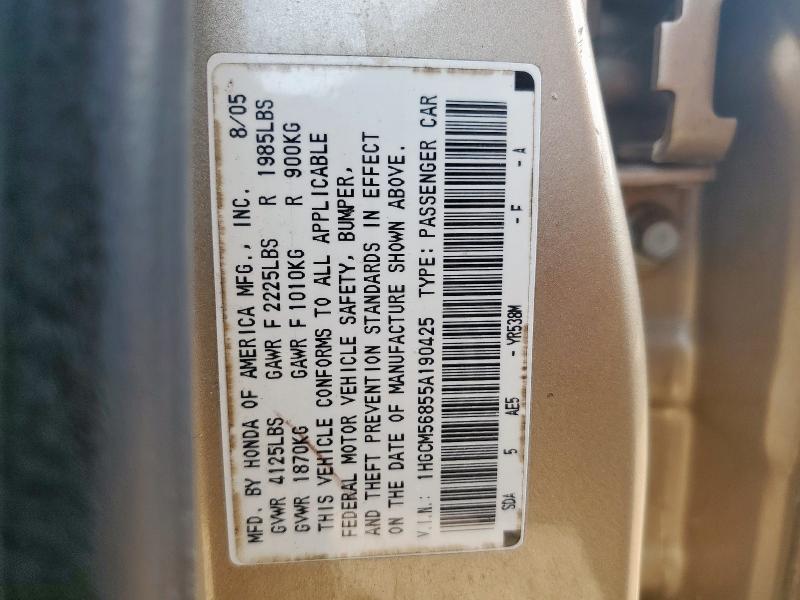 MFD. BY HONDA OF AMERICA MFG., INC. 8/05
GVWR 4125LBS GAWR F 2225LBS R 1985LBS
GVWR 1870KG GAWR F 1010KG R 900KG
THIS VEHICLE CONFORMS TO ALL APPLICABLE
FEDERAL MOTOR VEHICLE SAFETY, BUMPER,
AND THEFT PREVENTION STANDARDS IN EFFECT
ON THE DATE OF MANUFACTURE SHOWN ABOVE.
V.I.N.: 1HGCM56855A190425 TYPE: PASSENGER CAR
SDA 5 AE5 - YR538M - F - A